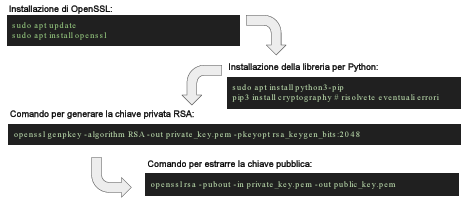 Installazione di OpenSSL:
sudo apt update
sudo apt install openssl
Installazione della libreria per Python:
sudo apt install python3-pip
pip3 install cryptography # risolvete eventuali errori
Comando per generare la chiave privata RSA:
openssl genpkey -algorithm RSA -out private_key.pem -pkeyopt rsa_keygen_bits:2048
Comando per estrarre la chiave pubblica:
openssl rsa -pubout -in private_key.pem -out public_key.pem